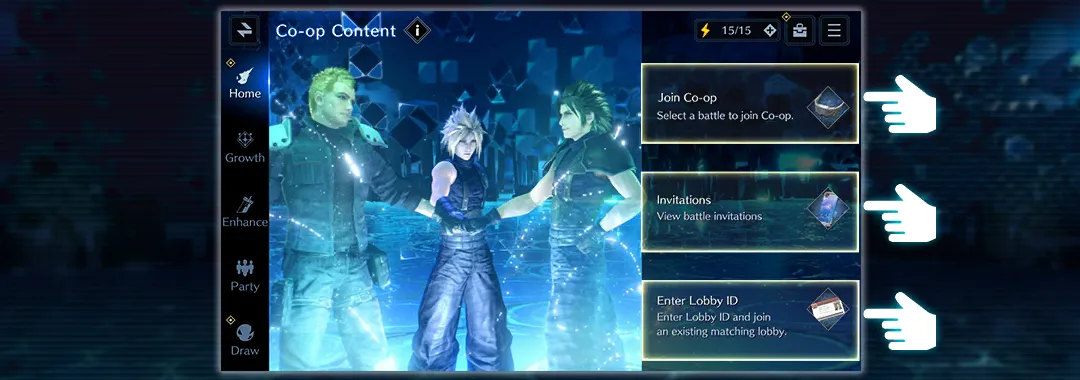 Co-op Content
i
15/15
Home
Growth
Enhance
Party
Draw
Join Co-op
Select a battle to join Co-op.
Invitations
View battle invitations
Enter Lobby ID
Enter Lobby ID and join
an existing matching lobby.